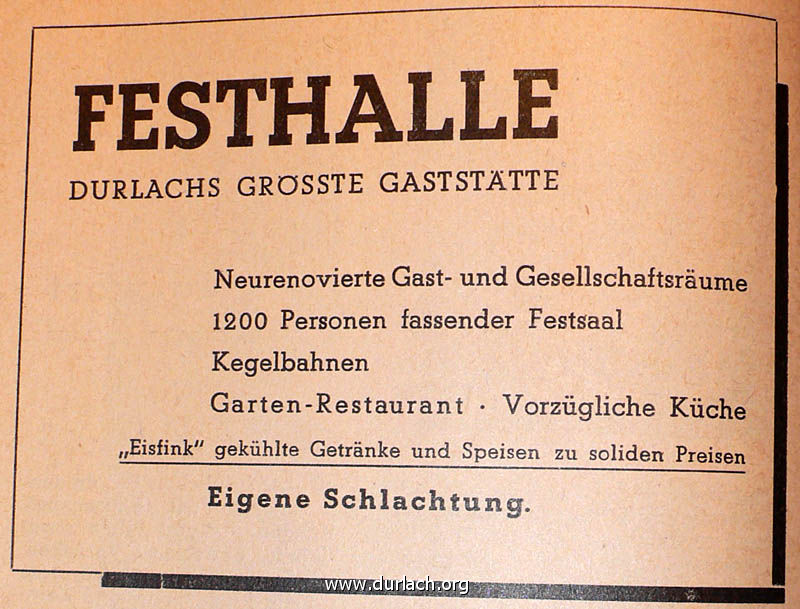 FESTHALLE
DURLACHS GRÖSSTE GASTSTÄTTE
Neurenovierte Gast- und Gesellschaftsräume
1200 Personen fassender Festsaal
Kegelbahnen
Garten-Restaurant · Vorzügliche Küche
„Eisfink“ gekühlte Getränke und Speisen zu soliden Preisen
Eigene Schlachtung.
www.durlach.org